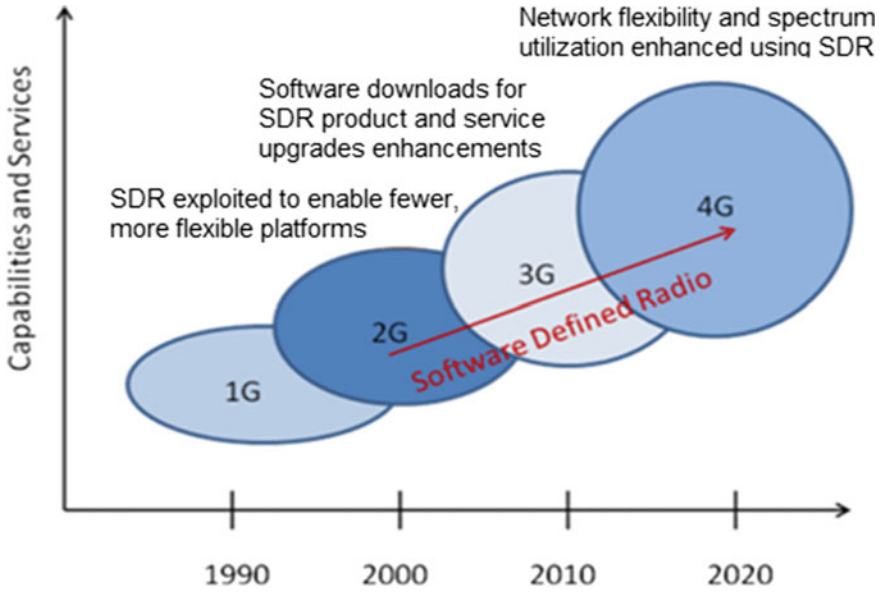 Network flexibility and spectrum
utilization enhanced using SDR
Software downloads for
SDR product and service
upgrades enhancements
SDR exploited to enable fewer,
more flexible platforms
Capabilities and Services
4G
3G
2G
1G
Software Defined Radio
1990
2000
2010
2020